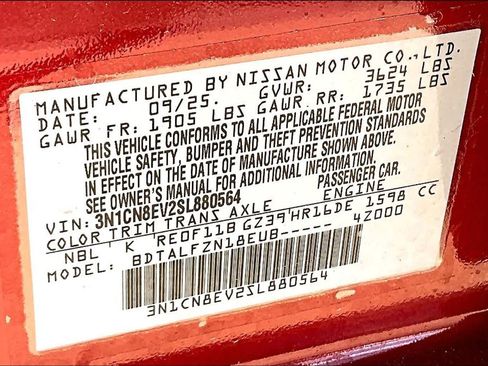 MANUFACTURED BY NISSAN MOTOR CO., LTD.
DATE: 09/25. GVWR: 3624 LBS
GAWR FR: 1905 LBS GAWR RR: 1735 LBS
THIS VEHICLE CONFORMS TO ALL APPLICABLE FEDERAL MOTOR
VEHICLE SAFETY, BUMPER AND THEFT PREVENTION STANDARDS
IN EFFECT ON THE DATE OF MANUFACTURE SHOWN ABOVE.
SEE OWNER'S MANUAL FOR ADDITIONAL INFORMATION.
VIN: 3N1CN8EV2SL880564 PASSENGER CAR.
COLOR TRIM TRANS AXLE ENGINE
NBL K RE0F11B GZ39 HR16DE 1598 CC
MODEL: BDTALFZN18EUB----- 4Z000
3N1CN8EV2SL880564